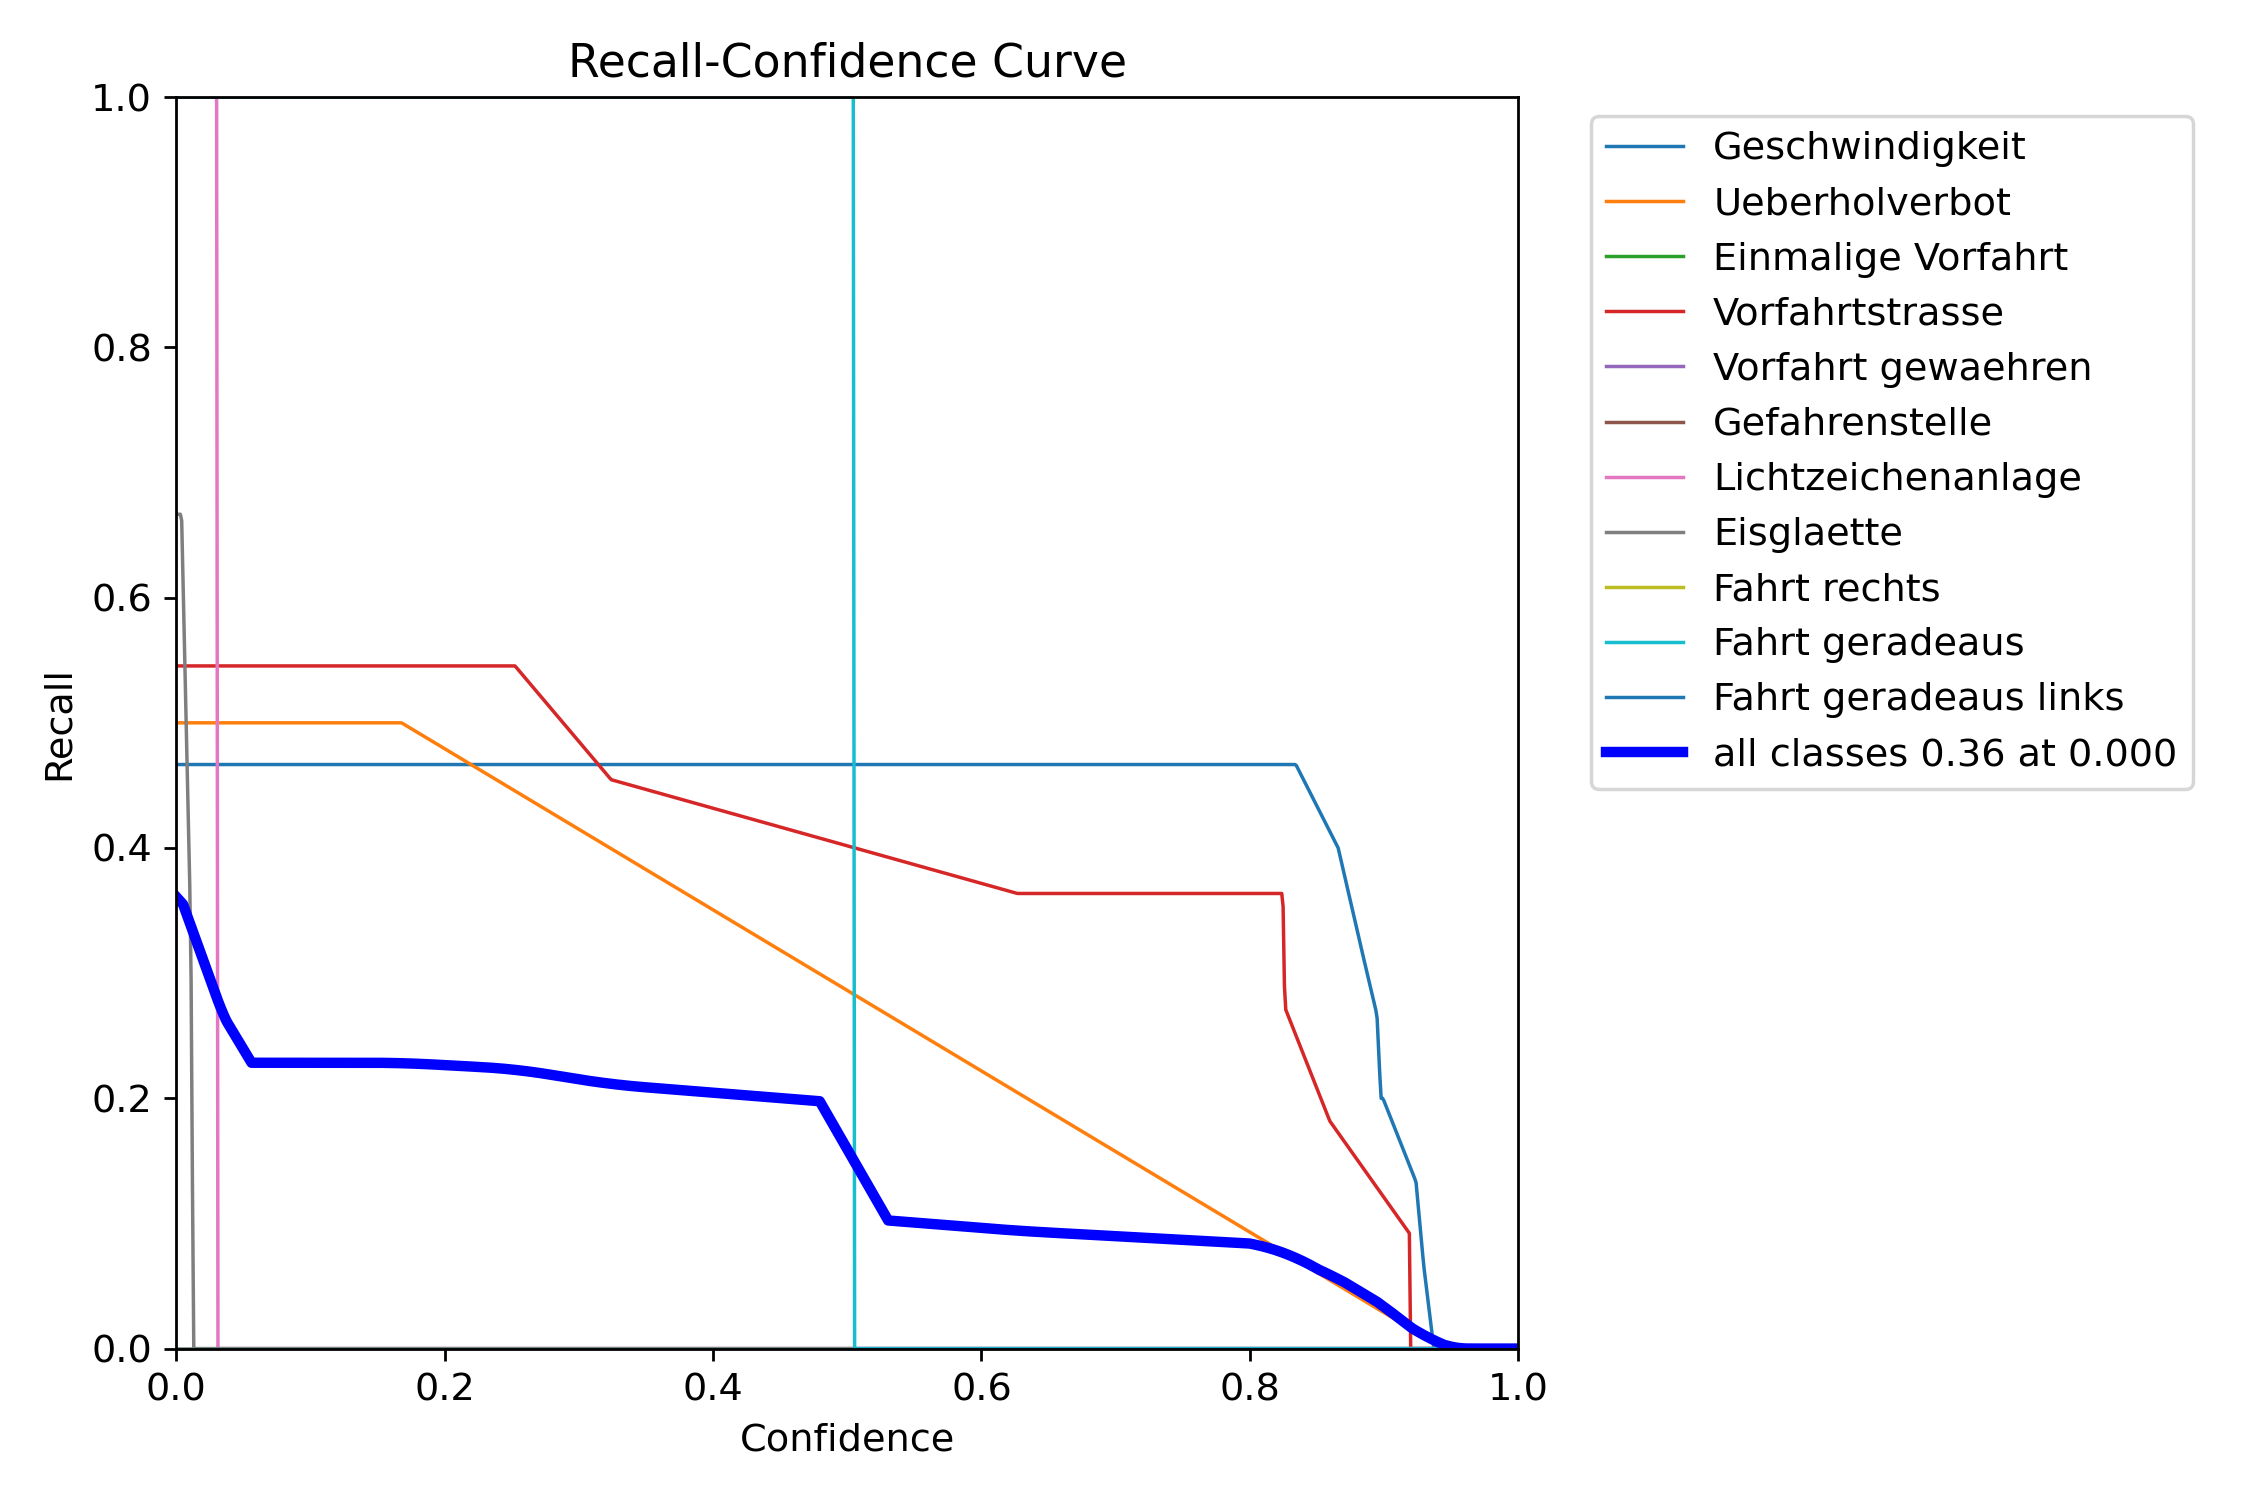 Recall-Confidence Curve
1.0
0.8
0.6
0.4
0.2
0.0
Recall
0.0 0.2 0.4 0.6 0.8 1.0
Confidence
Geschwindigkeit
Ueberholverbot
Einmalige Vorfahrt
Vorfahrtstrasse
Vorfahrt gewaehren
Gefahrenstelle
Lichtzeichenanlage
Eisglaette
Fahrt rechts
Fahrt geradeaus
Fahrt geradeaus links
all classes 0.36 at 0.000